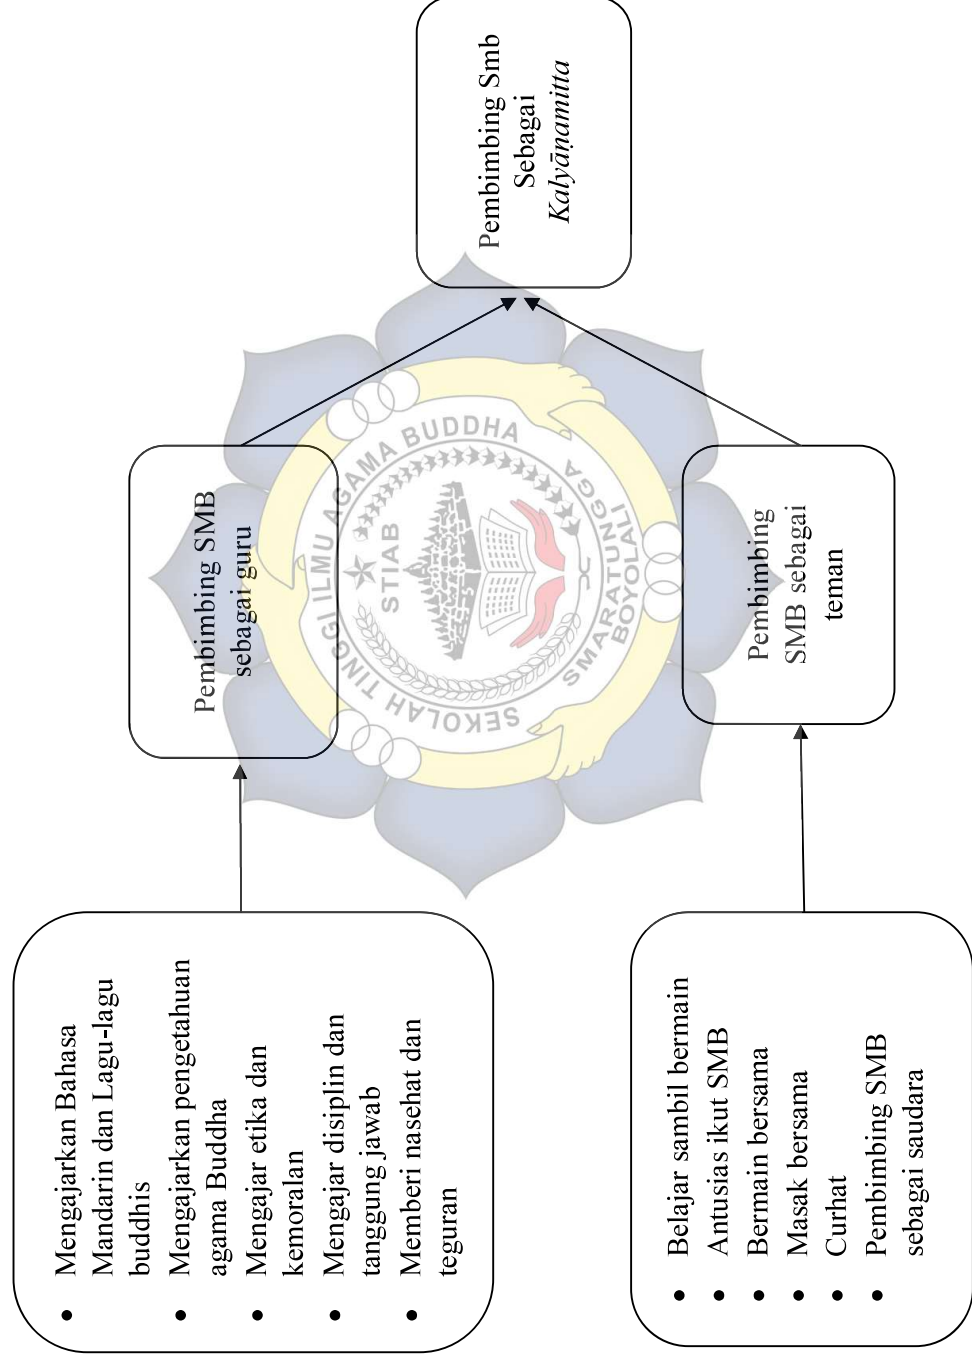 Mengajarkan Bahasa
Mandarin dan Lagu-lagu
buddhis
Mengajarkan pengetahuan
agama Buddha
Mengajar etika dan
kemoralan
Mengajar disiplin dan
tanggung jawab
Memberi nasehat dan
teguran
Pembimbing SMB
sebagai guru
Belajar sambil bermain
Antusias ikut SMB
Bermain bersama
Masak bersama
Curhat
Pembimbing SMB
sebagai saudara
Pembimbing
SMB sebagai
teman
Pembimbing Smb
Sebagai
Kalyāṇamitta
SEKOLAH TINGGI ILMU AGAMA BUDDHA
STIAB
SMARATUNGGA
BOYOLALI